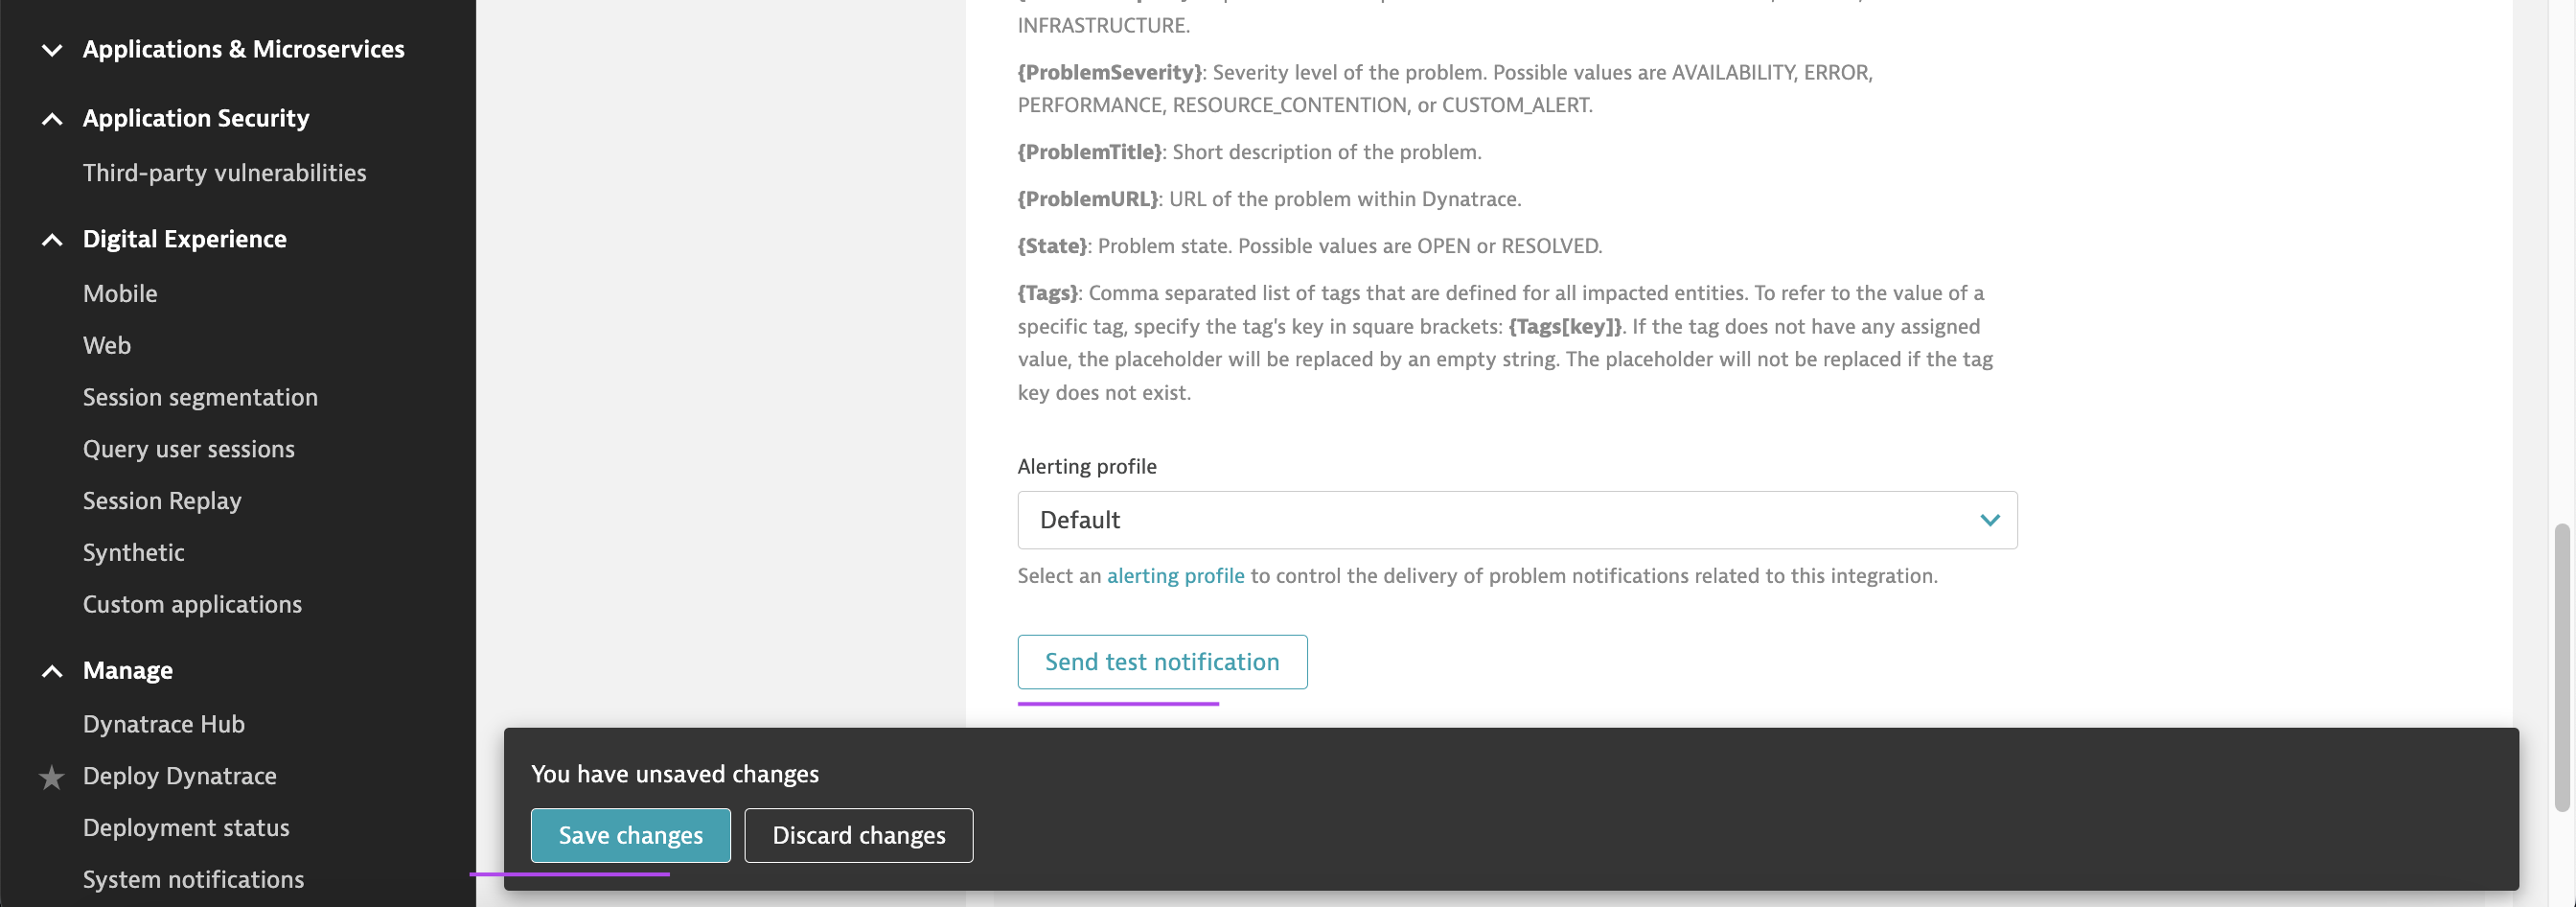 Applications & Microservices
Application Security
Third-party vulnerabilities
Digital Experience
Mobile
Web
Session segmentation
Query user sessions
Session Replay
Synthetic
Custom applications
Manage
Dynatrace Hub
Deploy Dynatrace
Deployment status
System notifications
INFRASTRUCTURE.
{ProblemSeverity}: Severity level of the problem. Possible values are AVAILABILITY, ERROR,
PERFORMANCE, RESOURCE_CONTENTION, or CUSTOM_ALERT.
{ProblemTitle}: Short description of the problem.
{ProblemURL}: URL of the problem within Dynatrace.
{State}: Problem state. Possible values are OPEN or RESOLVED.
{Tags}: Comma separated list of tags that are defined for all impacted entities. To refer to the value of a
specific tag, specify the tag's key in square brackets: {Tags[key]}. If the tag does not have any assigned
value, the placeholder will be replaced by an empty string. The placeholder will not be replaced if the tag
key does not exist.
Alerting profile
Default
Select an alerting profile to control the delivery of problem notifications related to this integration.
Send test notification
You have unsaved changes
Save changes
Discard changes